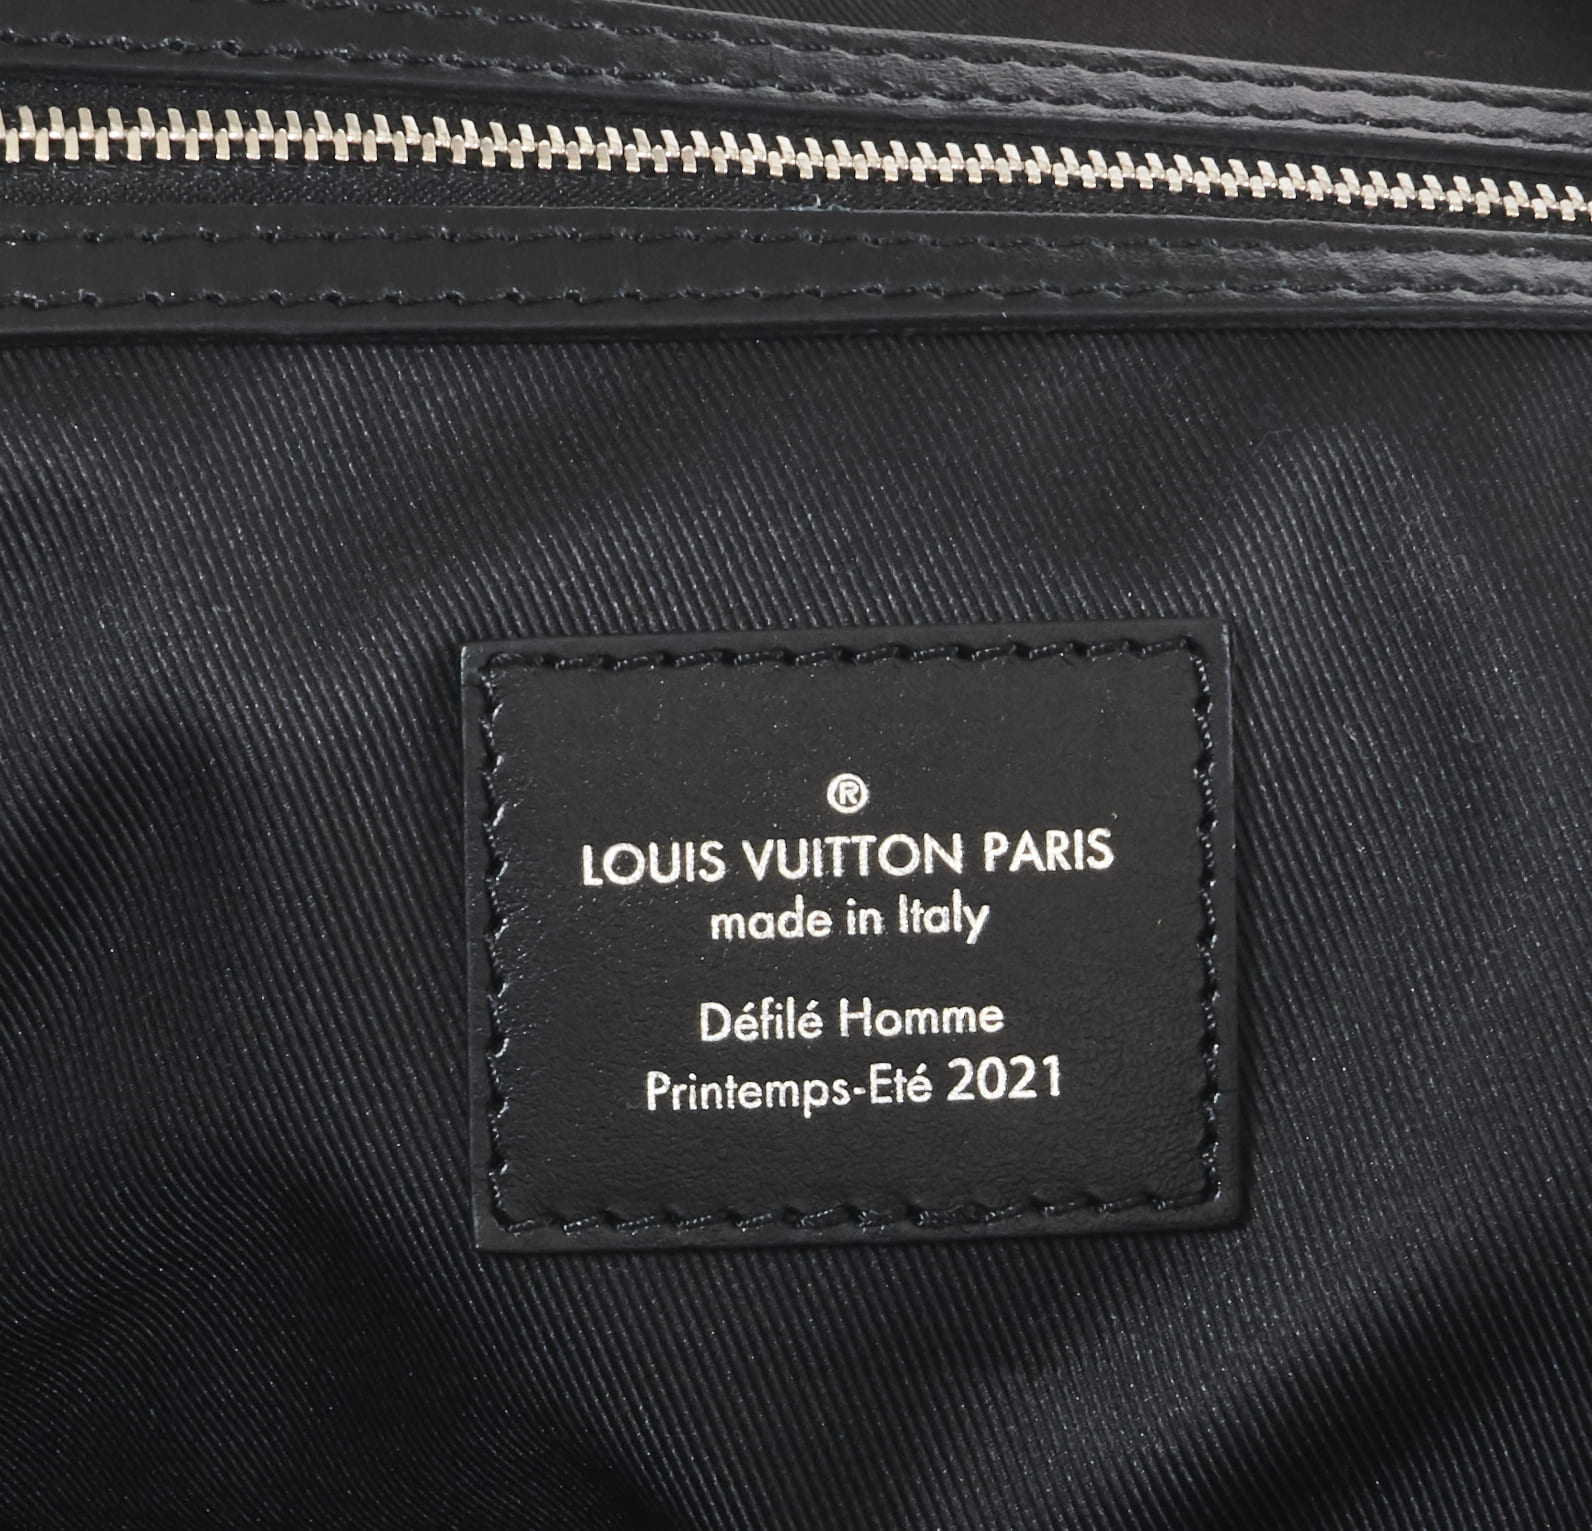 ®
LOUIS VUITTON PARIS
made in Italy
Défilé Homme
Printemps-Eté 2021